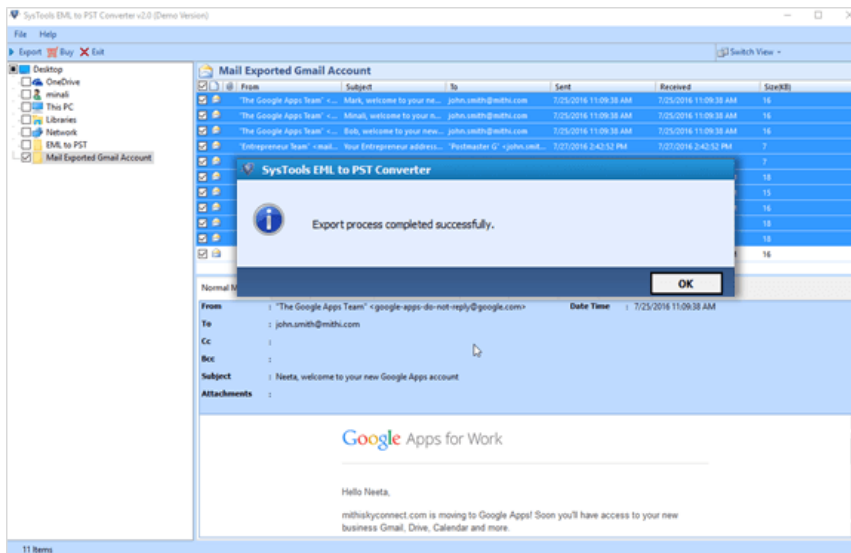 SysTools EML to PST Converter v2.0 (Demo Version)
File Help
Export Buy Exit Switch View
Desktop
OneDrive
minali
This PC
Libraries
Network
EML to PST
Mail Exported Gmail Account
Mail Exported Gmail Account
From Subject To Sent Received Size(KB)
"The Google Apps Team" <... Mark, welcome to your ne... john.smith@mithi.com 7/25/2016 11:09:38 AM 7/25/2016 11:09:38 AM 16
"The Google Apps Team" <... Minali, welcome to your n... john.smith@mithi.com 7/25/2016 11:09:38 AM 7/25/2016 11:09:38 AM 16
"The Google Apps Team" <... Bob, welcome to your new... john.smith@mithi.com 7/25/2016 11:09:38 AM 7/25/2016 11:09:38 AM 16
"Entrepreneur Team" <mail... Your Entrepreneur address... "Postmaster G" <john.smit... 7/27/2016 2:42:52 PM 7/27/2016 2:42:52 PM 7
7
18
15
16
18
18
16
SysTools EML to PST Converter
Export process completed successfully.
OK
Normal M
From : "The Google Apps Team" <google-apps-do-not-reply@google.com> Date Time : 7/25/2016 11:09:38 AM
To : john.smith@mithi.com
Cc :
Bcc :
Subject : Neeta, welcome to your new Google Apps account
Attachments :
Google Apps for Work
Hello Neeta,
mithiskyconnect.com is moving to Google Apps! Soon you'll have access to your new
business Gmail, Drive, Calendar and more.
11 Items